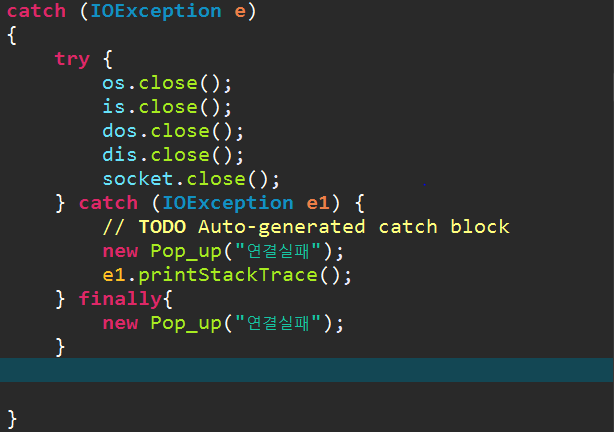 catch (IOException e)
{
    try {
        os.close();
        is.close();
        dos.close();
        dis.close();
        socket.close();
    } catch (IOException e1) {
        // TODO Auto-generated catch block
        new Pop_up("연결실패");
        e1.printStackTrace();
    } finally{
        new Pop_up("연결실패");
    }
}